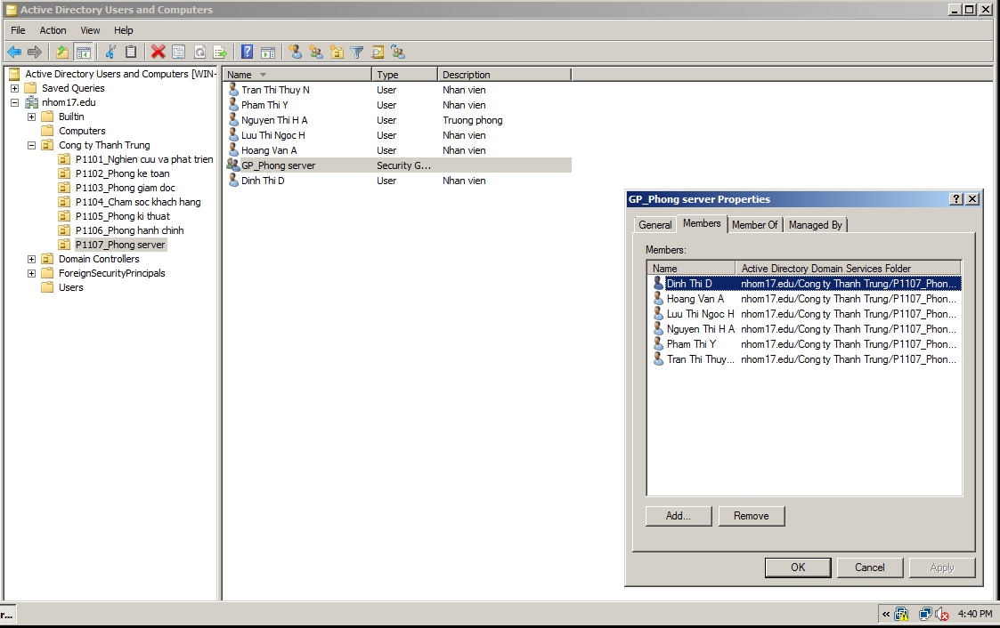 Active Directory Users and Computers
File Action View Help
Active Directory Users and Computers [WIN-
Saved Queries
nhom17.edu
Builtin
Computers
Cong ty Thanh Trung
P1101_Nghien cuu va phat trien
P1102_Phong ke toan
P1103_Phong giam doc
P1104_Cham soc khach hang
P1105_Phong ki thuat
P1106_Phong hanh chinh
P1107_Phong server
Domain Controllers
ForeignSecurityPrincipals
Users
Name Type Description
Tran Thi Thuy N User Nhan vien
Pham Thi Y User Nhan vien
Nguyen Thi H A User Truong phong
Luu Thi Ngoc H User Nhan vien
Hoang Van A User Nhan vien
GP_Phong server Security G...
Dinh Thi D User Nhan vien
GP_Phong server Properties
General Members Member Of Managed By
Members:
Name Active Directory Domain Services Folder
Dinh Thi D nhom17.edu/Cong ty Thanh Trung/P1107_Phon...
Hoang Van A nhom17.edu/Cong ty Thanh Trung/P1107_Phon...
Luu Thi Ngoc H nhom17.edu/Cong ty Thanh Trung/P1107_Phon...
Nguyen Thi H A nhom17.edu/Cong ty Thanh Trung/P1107_Phon...
Pham Thi Y nhom17.edu/Cong ty Thanh Trung/P1107_Phon...
Tran Thi Thuy... nhom17.edu/Cong ty Thanh Trung/P1107_Phon...
Add... Remove
OK Cancel Apply
r... « 4:40 PM